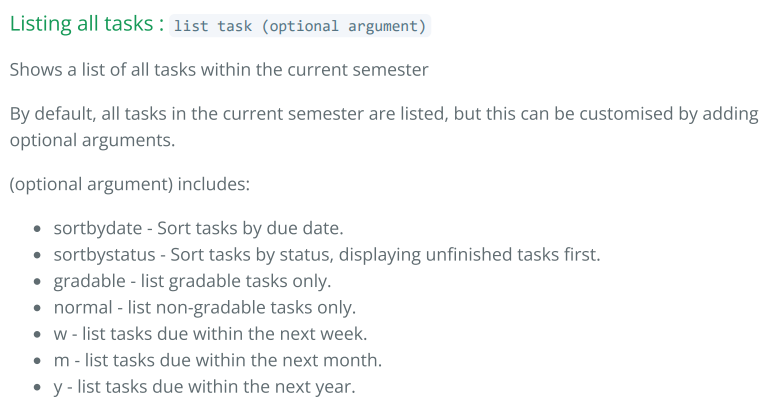 Listing all tasks : list task (optional argument)
Shows a list of all tasks within the current semester
By default, all tasks in the current semester are listed, but this can be customised by adding
optional arguments.
(optional argument) includes:
• sortbydate - Sort tasks by due date.
• sortbystatus - Sort tasks by status, displaying unfinished tasks first.
• gradable - list gradable tasks only.
• normal - list non-gradable tasks only.
• w - list tasks due within the next week.
• m - list tasks due within the next month.
• y - list tasks due within the next year.